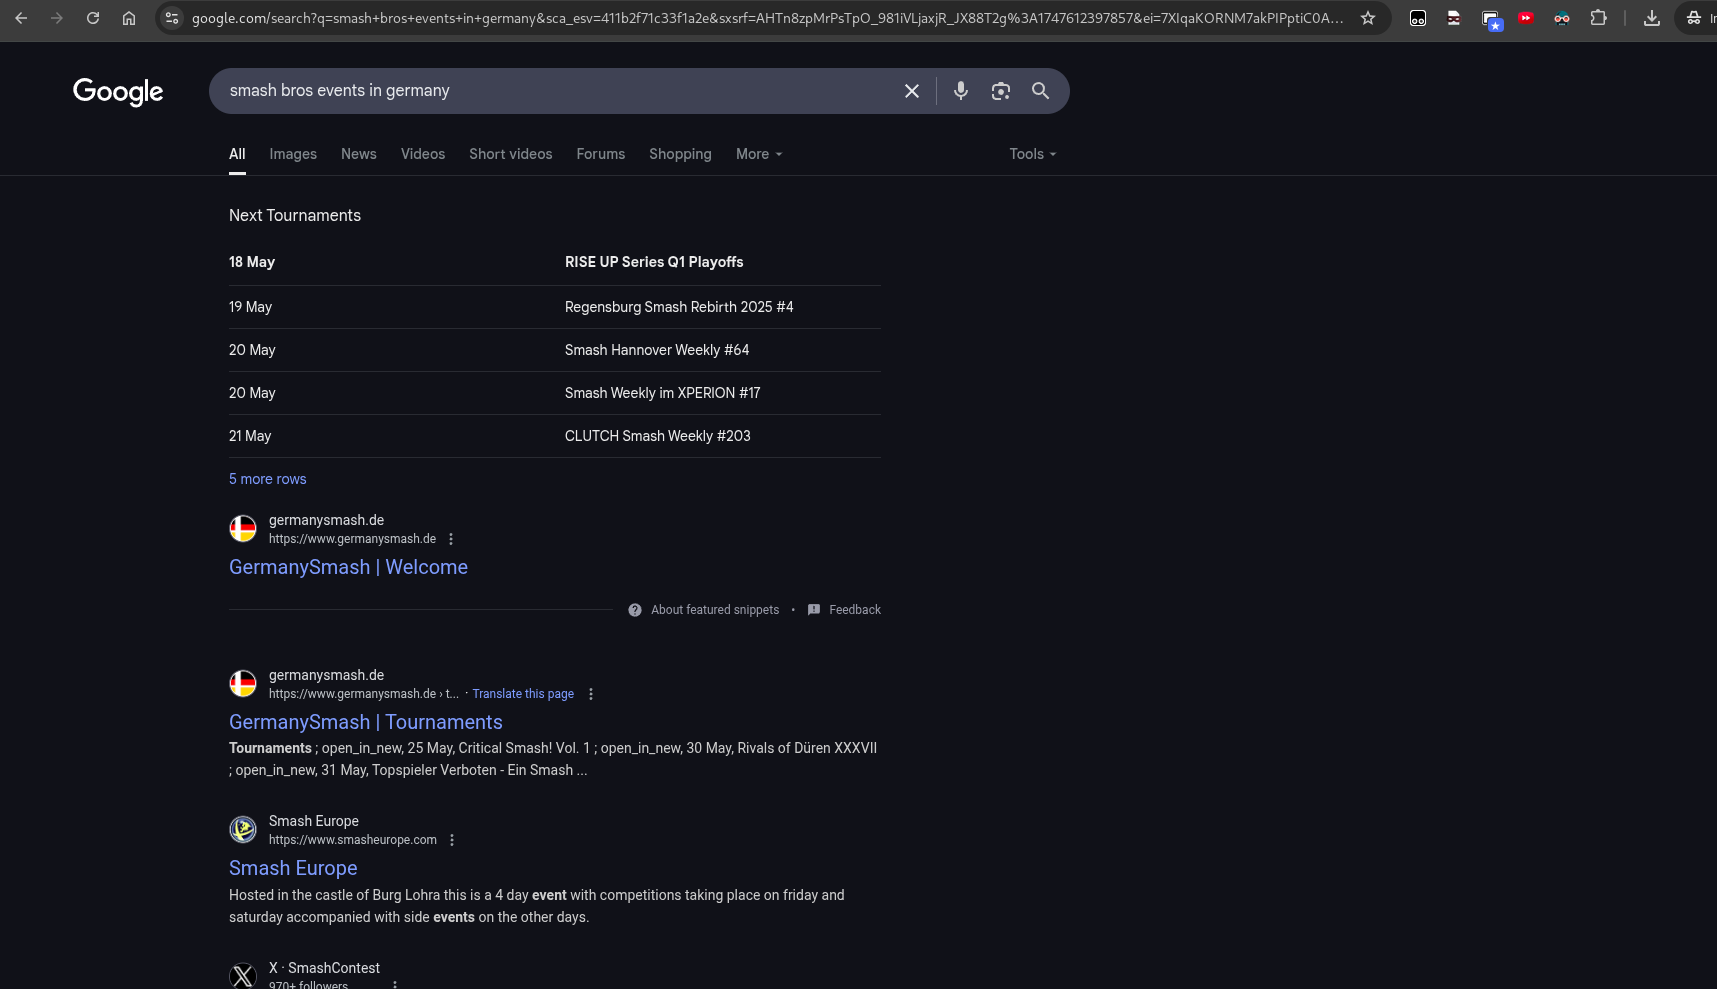 google.com/search?q=smash+bros+events+in+germany&sca_esv=411b2f71c33f1a2e&sxsrf=AHTn8zpMrPsTpO_981iVLjaxjR_JX88T2g%3A1747612397857&ei=7XIqaKORNM7akPIPptiC0A...
Google
smash bros events in germany
All Images News Videos Short videos Forums Shopping More Tools
Next Tournaments
18 May RISE UP Series Q1 Playoffs
19 May Regensburg Smash Rebirth 2025 #4
20 May Smash Hannover Weekly #64
20 May Smash Weekly im XPERION #17
21 May CLUTCH Smash Weekly #203
5 more rows
germanysmash.de
https://www.germanysmash.de
GermanySmash | Welcome
About featured snippets • Feedback
germanysmash.de
https://www.germanysmash.de › t... · Translate this page
GermanySmash | Tournaments
Tournaments ; open_in_new, 25 May, Critical Smash! Vol. 1 ; open_in_new, 30 May, Rivals of Düren XXXVII
; open_in_new, 31 May, Topspieler Verboten - Ein Smash ...
Smash Europe
https://www.smasheurope.com
Smash Europe
Hosted in the castle of Burg Lohra this is a 4 day event with competitions taking place on friday and
saturday accompanied with side events on the other days.
X · SmashContest
970+ followers